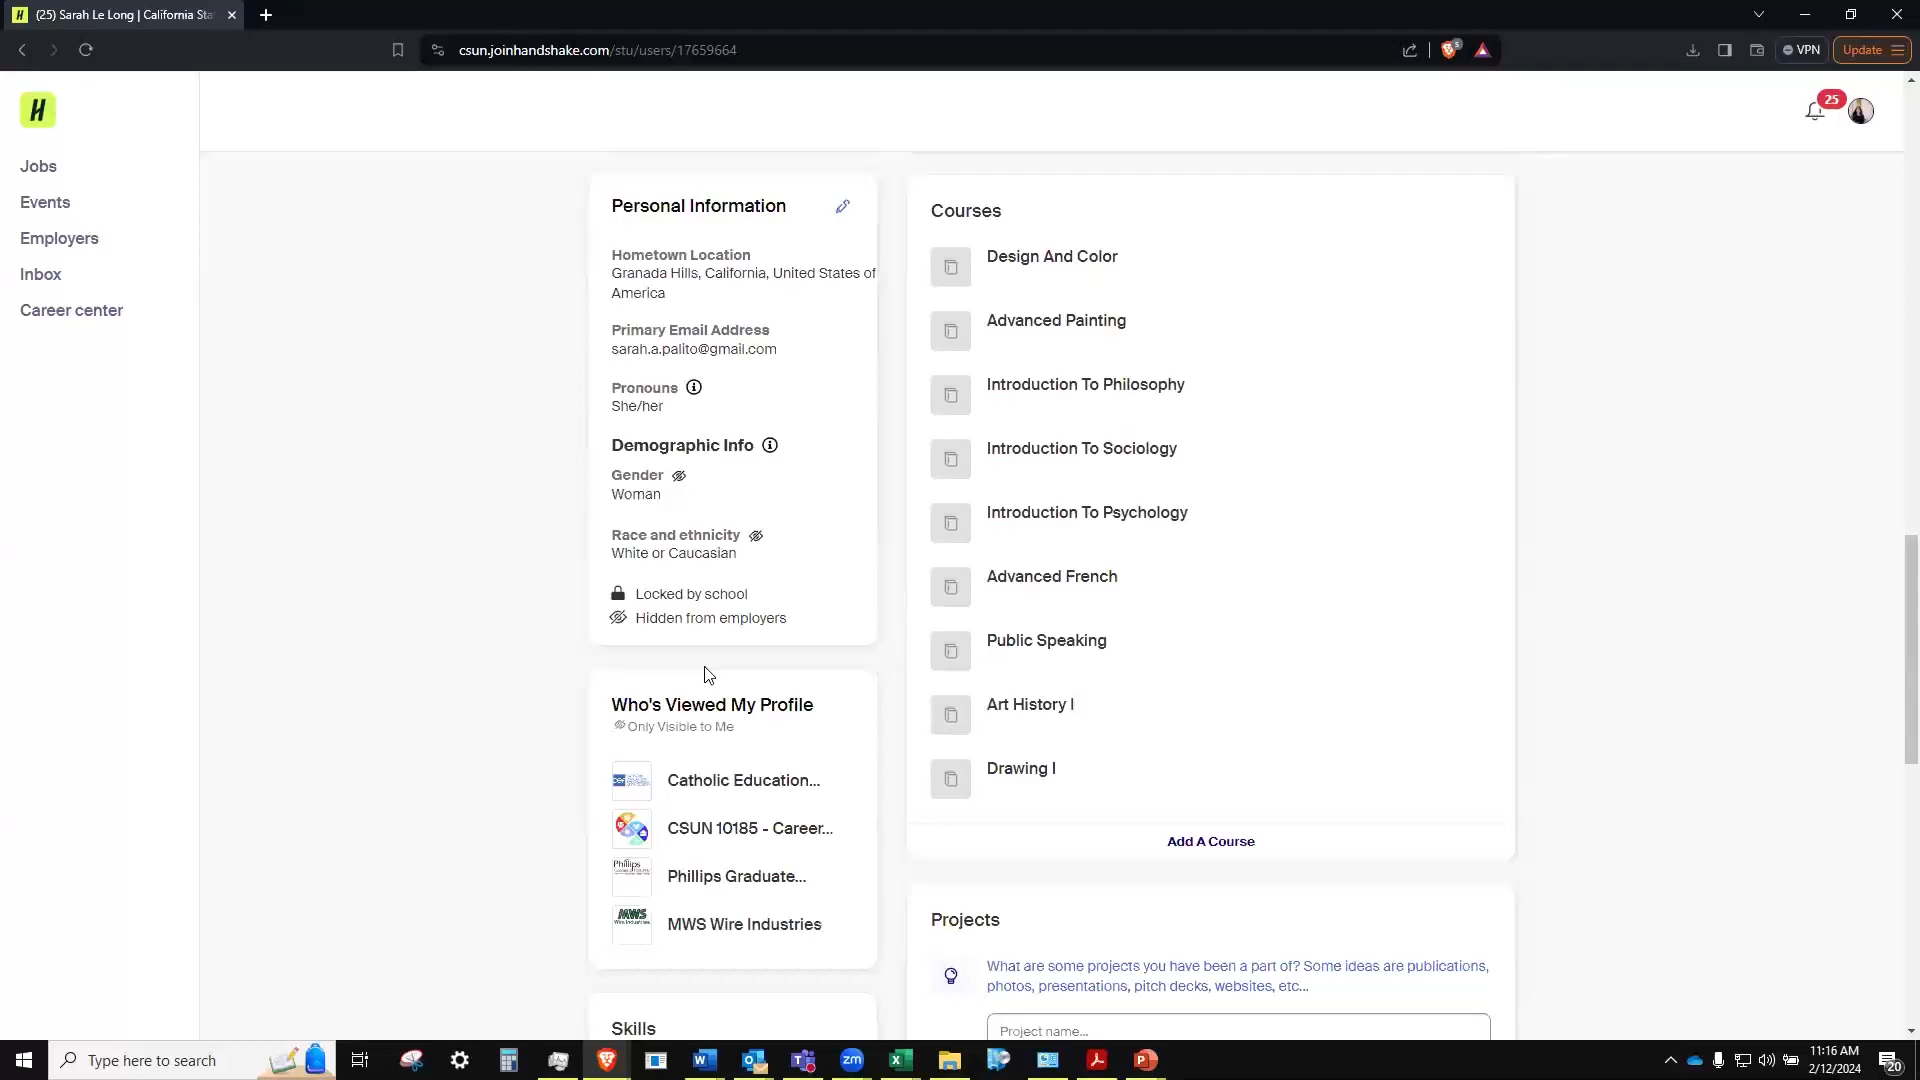 (25) Sarah Le Long | California Sta
csun.joinhandshake.com/stu/users/17659664
5
VPN
Update
H
25
Jobs
Events
Employers
Inbox
Career center
Personal Information
Hometown Location
Granada Hills, California, United States of
America
Primary Email Address
sarah.a.palito@gmail.com
Pronouns
She/her
Demographic Info
Gender
Woman
Race and ethnicity
White or Caucasian
Locked by school
Hidden from employers
Who's Viewed My Profile
Only Visible to Me
Catholic Education...
CSUN 10185 - Career...
Phillips
Phillips Graduate...
MWS
MWS Wire Industries
Skills
Courses
Design And Color
Advanced Painting
Introduction To Philosophy
Introduction To Sociology
Introduction To Psychology
Advanced French
Public Speaking
Art History I
Drawing I
Add A Course
Projects
What are some projects you have been a part of? Some ideas are publications,
photos, presentations, pitch decks, websites, etc...
Project name...
Type here to search
zm
11:16 AM
2/12/2024
20